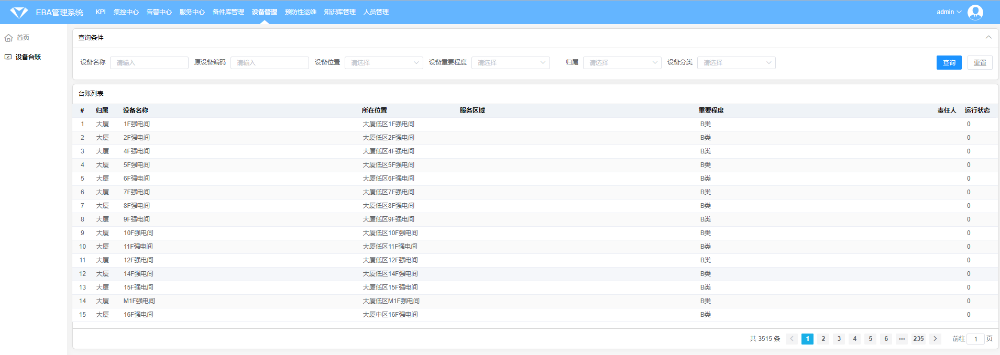 EBA管理系统 KPI 集控中心 告警中心 服务中心 备件库管理 设备管理 预防性运维 知识库管理 人员管理 admin
首页
设备台账
查询条件
设备名称 请输入 原设备编码 请输入 设备位置 请选择 设备重要程度 请选择 归属 请选择 设备分类 请选择 查询 重置
台账列表
# 归属 设备名称 所在位置 服务区域 重要程度 责任人 运行状态
1 大厦 1F强电间 大厦低区1F强电间 B类 0
2 大厦 2F强电间 大厦低区2F强电间 B类 0
3 大厦 4F强电间 大厦低区4F强电间 B类 0
4 大厦 5F强电间 大厦低区5F强电间 B类 0
5 大厦 6F强电间 大厦低区6F强电间 B类 0
6 大厦 7F强电间 大厦低区7F强电间 B类 0
7 大厦 8F强电间 大厦低区8F强电间 B类 0
8 大厦 9F强电间 大厦低区9F强电间 B类 0
9 大厦 10F强电间 大厦低区10F强电间 B类 0
10 大厦 11F强电间 大厦低区11F强电间 B类 0
11 大厦 12F强电间 大厦低区12F强电间 B类 0
12 大厦 14F强电间 大厦低区14F强电间 B类 0
13 大厦 15F强电间 大厦低区15F强电间 B类 0
14 大厦 M1F强电间 大厦低区M1F强电间 B类 0
15 大厦 16F强电间 大厦中区16F强电间 B类 0
共 3515 条 < 1 2 3 4 5 6 ••• 235 > 前往 1 页